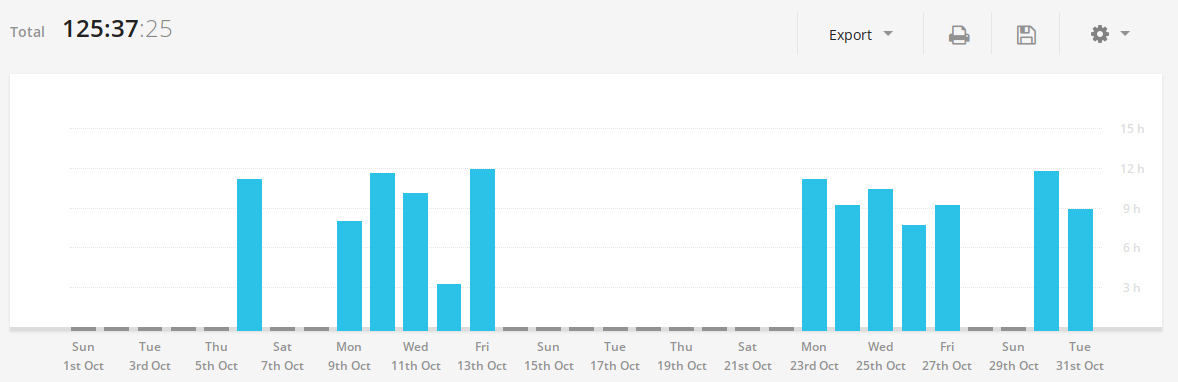 Total 125:37:25 Export
15 h
12 h
9 h
6 h
3 h
Sun Tue Thu Sat Mon Wed Fri Sun Tue Thu Sat Mon Wed Fri Sun Tue
1st Oct 3rd Oct 5th Oct 7th Oct 9th Oct 11th Oct 13th Oct 15th Oct 17th Oct 19th Oct 21st Oct 23rd Oct 25th Oct 27th Oct 29th Oct 31st Oct